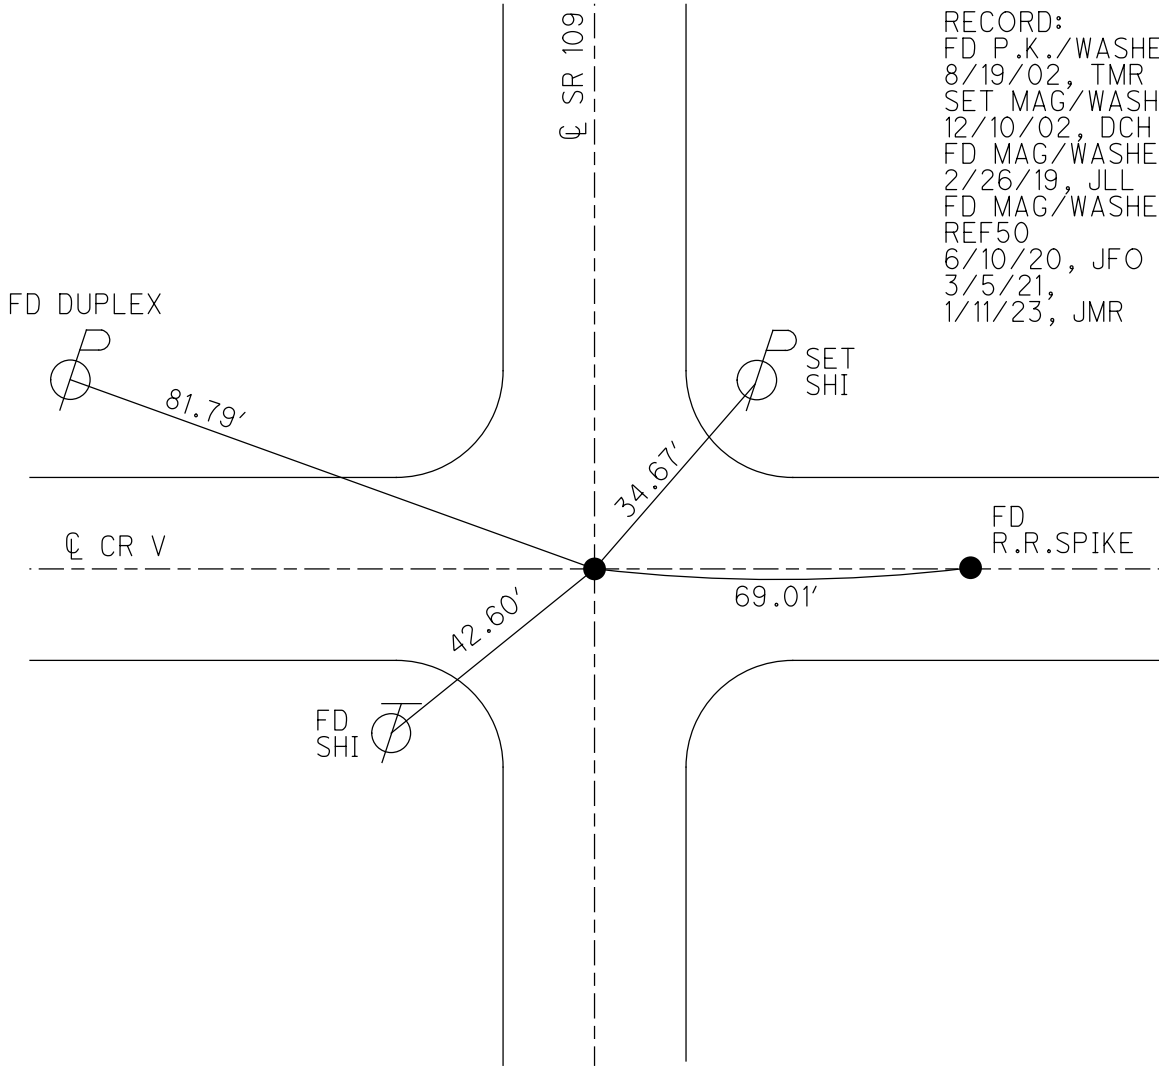 RECORD:
FD P.K./WASHE
8/19/02, TMR
SET MAG/WASH
12/10/02, DCH
FD MAG/WASHE
2/26/19, JLL
FD MAG/WASHE
REF50
6/10/20, JFO
3/5/21,
1/11/23, JMR
℄ SR 109
FD DUPLEX
SET
SHI
81.79′
34.67′
FD
R.R.SPIKE
℄ CR V
69.01′
42.60′
FD
SHI